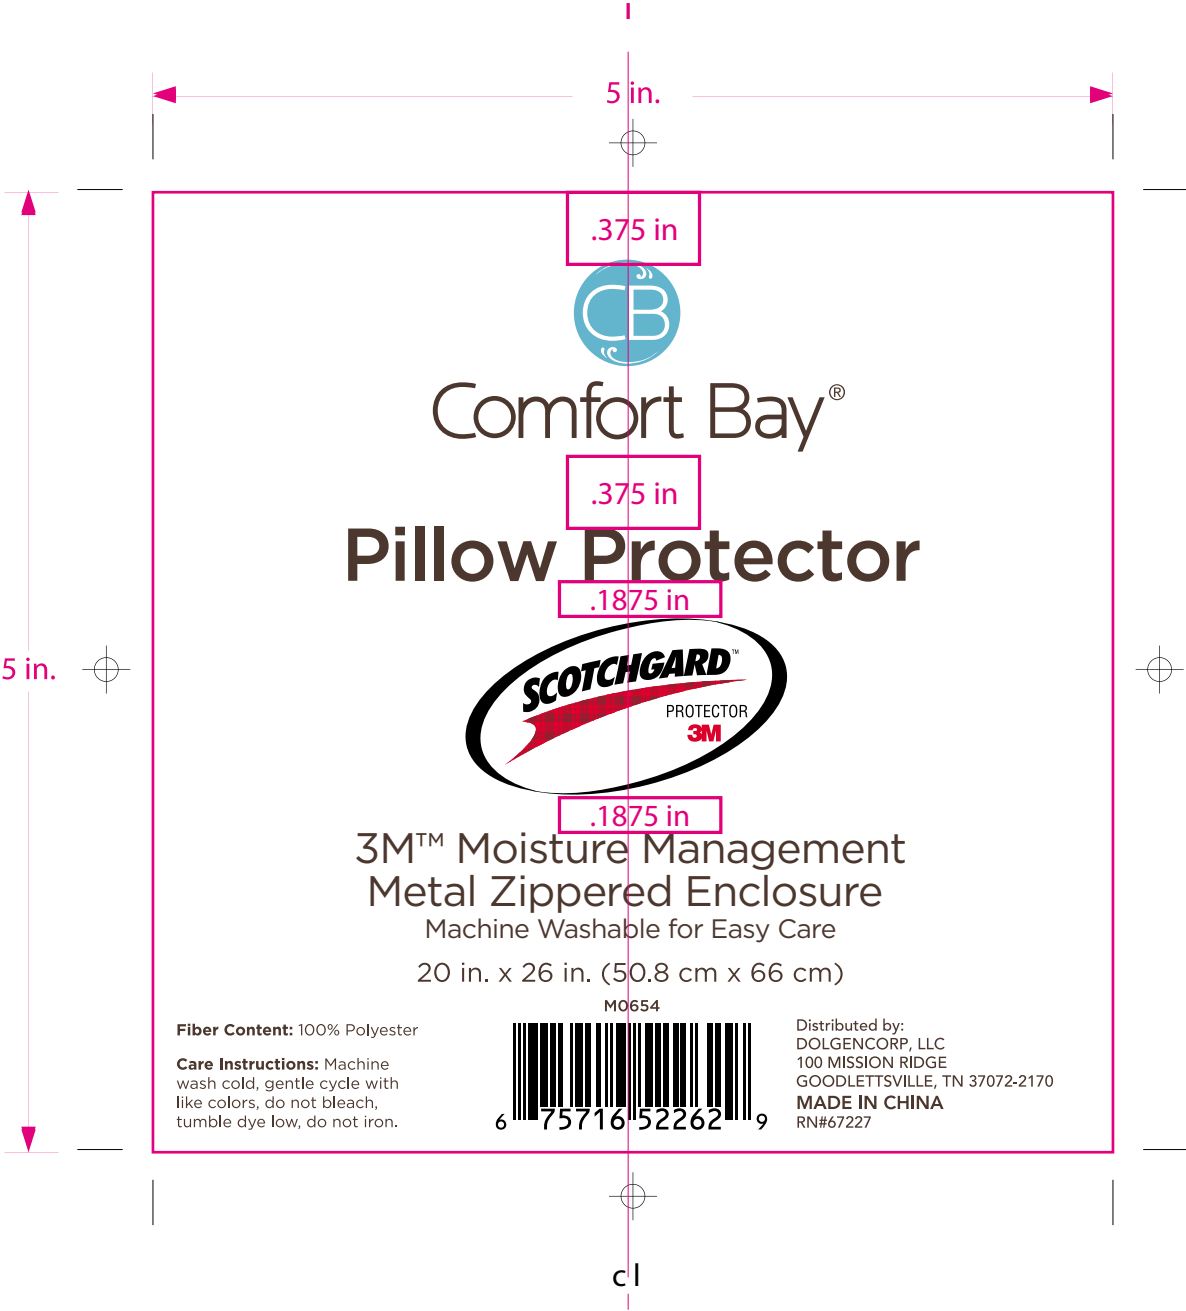 5 in.
5 in.
.375 in
CB
Comfort Bay®
.375 in
Pillow Protector
.1875 in
SCOTCHGARD™
PROTECTOR
3M
.1875 in
3M™ Moisture Management
Metal Zippered Enclosure
Machine Washable for Easy Care
20 in. x 26 in. (50.8 cm x 66 cm)
M0654
Fiber Content: 100% Polyester
Care Instructions: Machine
wash cold, gentle cycle with
like colors, do not bleach,
tumble dye low, do not iron.
6 75716 52262 9
Distributed by:
DOLGENCORP, LLC
100 MISSION RIDGE
GOODLETTSVILLE, TN 37072-2170
MADE IN CHINA
RN#67227
cl